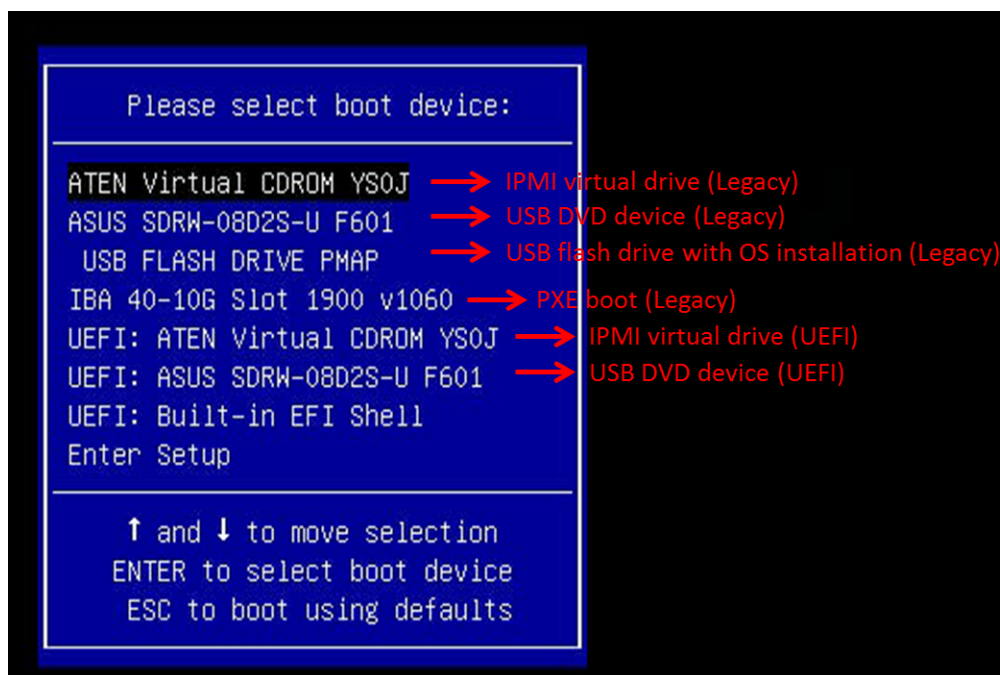 Please select boot device:
ATEN Virtual CDROM YS0J → IPMI virtual drive (Legacy)
ASUS SDRW-08D2S-U F601 → USB DVD device (Legacy)
USB FLASH DRIVE PMAP → USB flash drive with OS installation (Legacy)
IBA 40-10G Slot 1900 v1060 → PXE boot (Legacy)
UEFI: ATEN Virtual CDROM YS0J → IPMI virtual drive (UEFI)
UEFI: ASUS SDRW-08D2S-U F601 → USB DVD device (UEFI)
UEFI: Built-in EFI Shell
Enter Setup
↑ and ↓ to move selection
ENTER to select boot device
ESC to boot using defaults